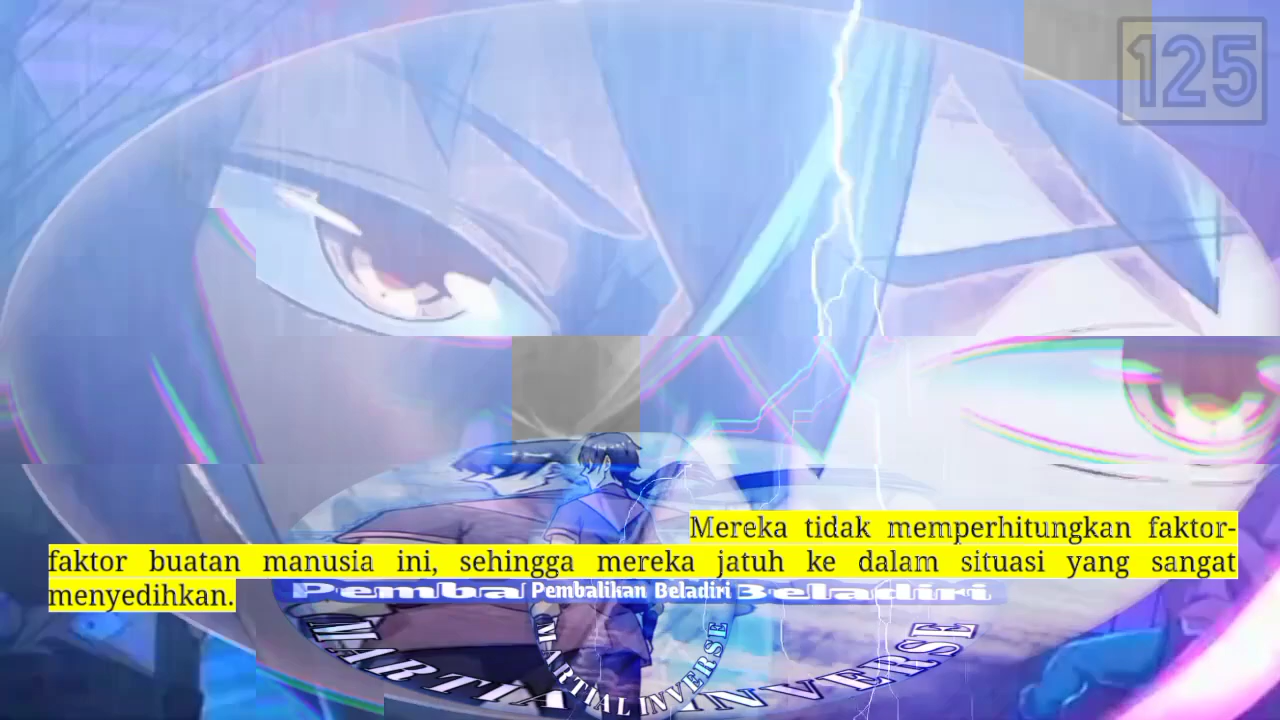 125
Mereka tidak memperhitungkan faktor-
faktor buatan manusia ini, sehingga mereka jatuh ke dalam situasi yang sangat
menyedihkan.
Pembalikan Beladiri
Beladiri
MARTIAL INVERSE
MARTIAL INVERSE